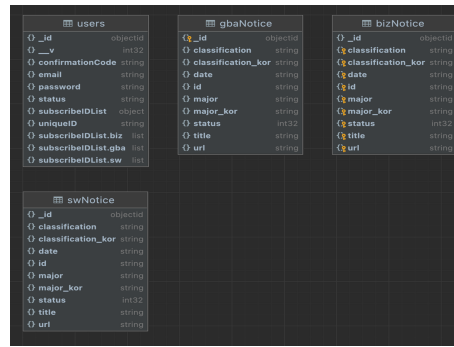 users
{} _id objectid
{} __v int32
{} confirmationCode string
{} email string
{} password string
{} status string
{} subscribeIDList object
{} uniqueID string
{} subscribeIDList.biz list
{} subscribeIDList.gba list
{} subscribeIDList.sw list
gbaNotice
{} _id objectid
{} classification string
{} classification_kor string
{} date string
{} id string
{} major string
{} major_kor string
{} status int32
{} title string
{} url string
bizNotice
{} _id objectid
{} classification string
{} classification_kor string
{} date string
{} id string
{} major string
{} major_kor string
{} status int32
{} title string
{} url string
swNotice
{} _id objectid
{} classification string
{} classification_kor string
{} date string
{} id string
{} major string
{} major_kor string
{} status int32
{} title string
{} url string